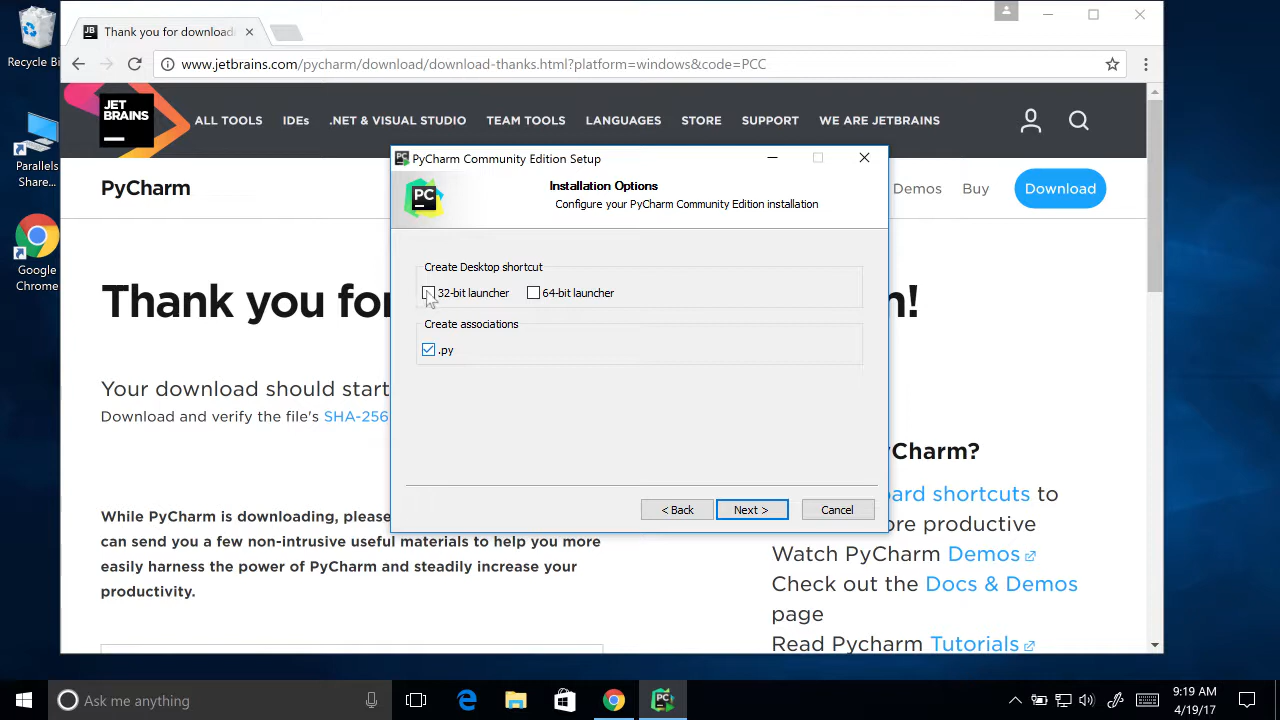 Recycle Bi
Parallels
Share...
Google
Chrome
JB Thank you for download
www.jetbrains.com/pycharm/download/download-thanks.html?platform=windows&code=PCC
JET
BRAINS
ALL TOOLS IDEs .NET & VISUAL STUDIO TEAM TOOLS LANGUAGES STORE SUPPORT WE ARE JETBRAINS
PyCharm
Demos Buy Download
Thank you for
n!
Your download should start
Download and verify the file's SHA-256
While PyCharm is downloading, please
can send you a few non-intrusive useful materials to help you more
easily harness the power of PyCharm and steadily increase your
productivity.
yCharm?
ard shortcuts to
ore productive
Watch PyCharm Demos
Check out the Docs & Demos
page
Read Pycharm Tutorials
PC PyCharm Community Edition Setup
PC
Installation Options
Configure your PyCharm Community Edition installation
Create Desktop shortcut
32-bit launcher 64-bit launcher
Create associations
.py
< Back Next > Cancel
Ask me anything
PC
9:19 AM
4/19/17